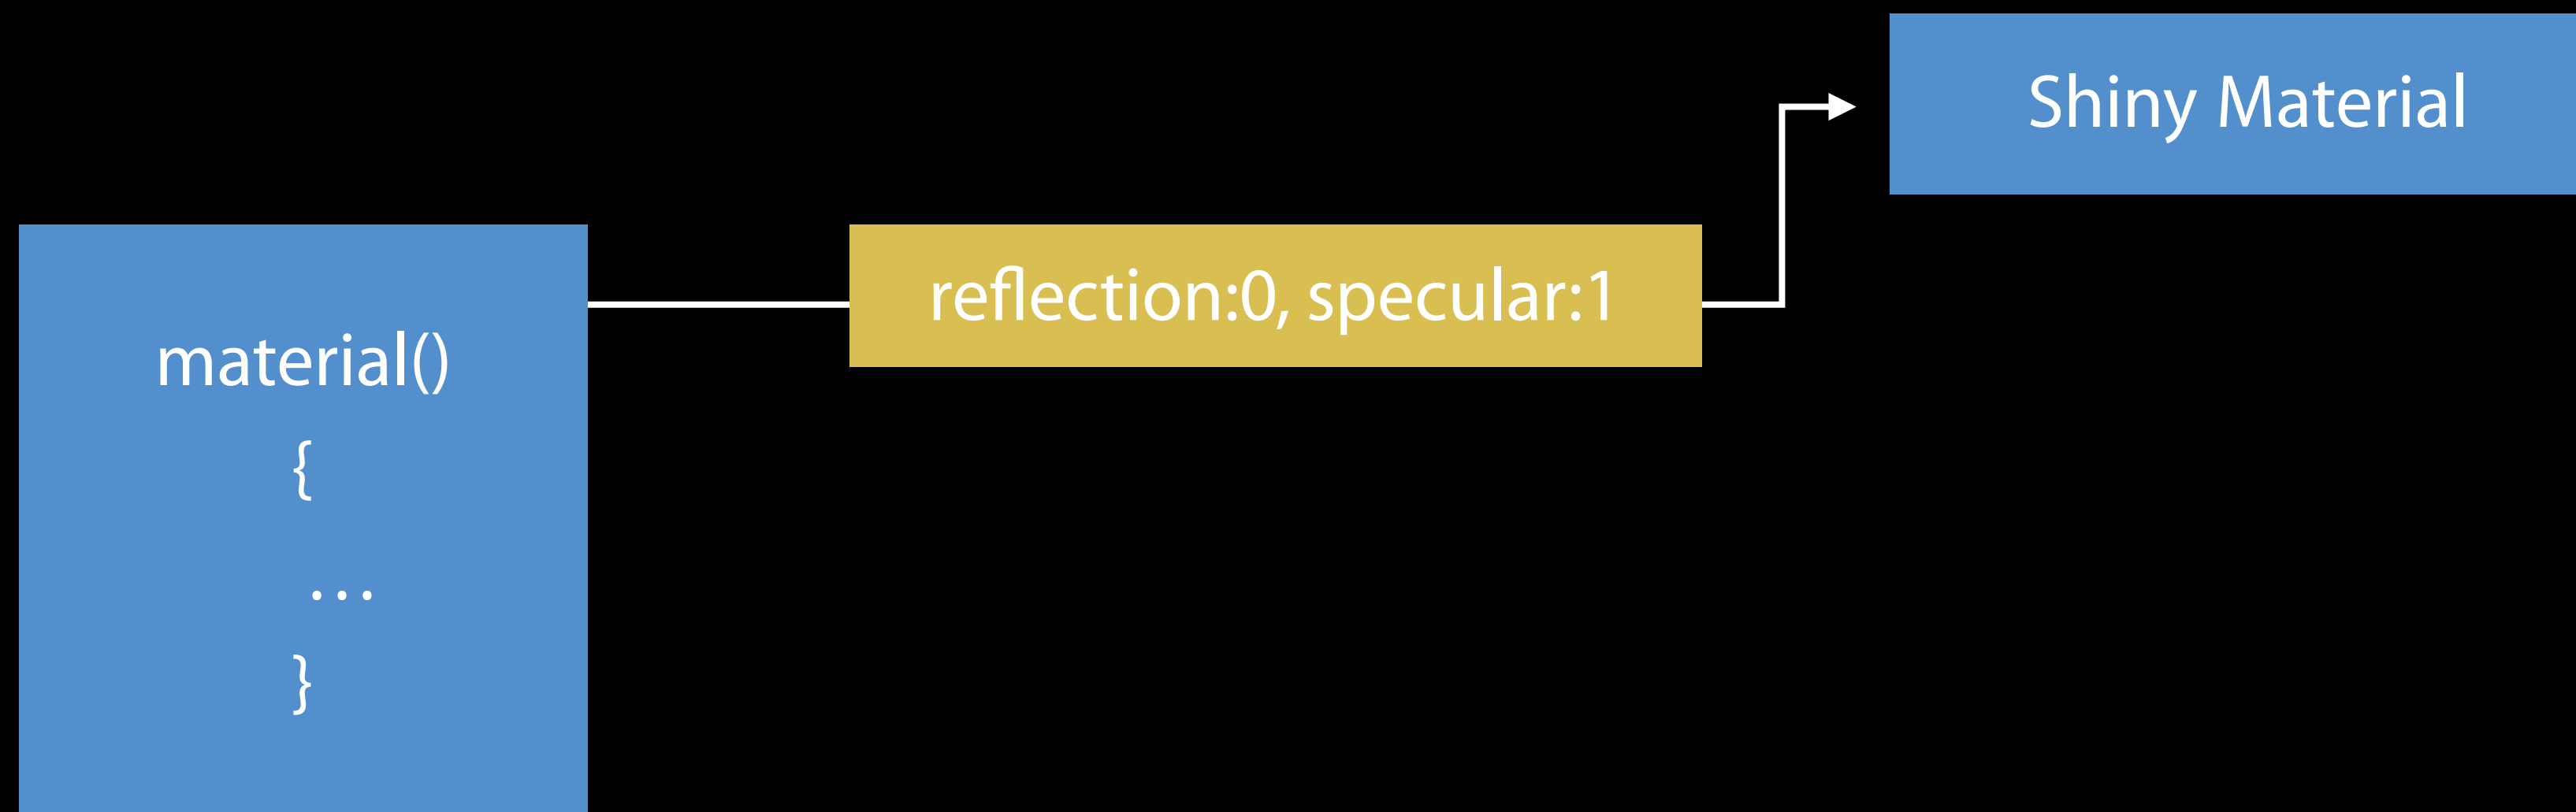 Shiny Material
reflection:0, specular:1
material()
{
...
}